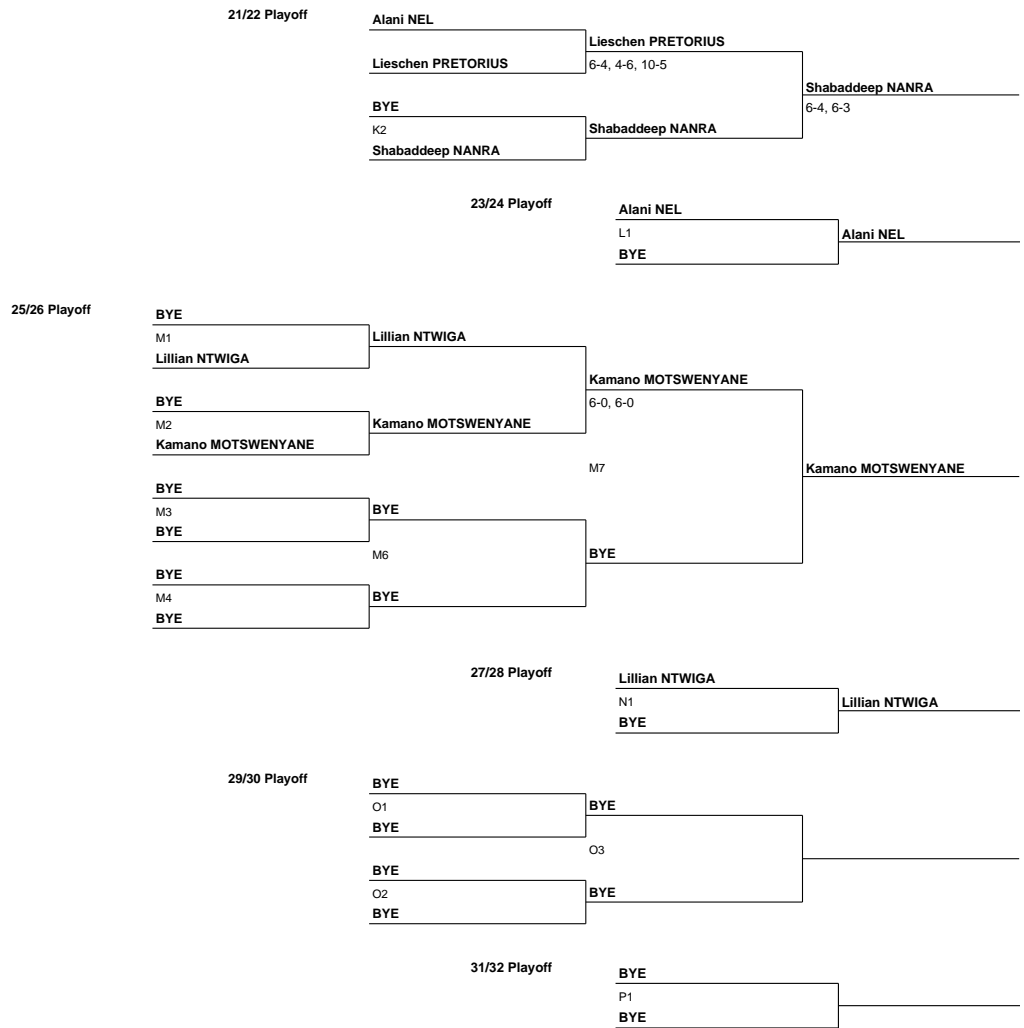 21/22 Playoff
Alani NEL
Lieschen PRETORIUS
Lieschen PRETORIUS
6-4, 4-6, 10-5
Shabaddeep NANRA
6-4, 6-3
BYE
K2
Shabaddeep NANRA
Shabaddeep NANRA
23/24 Playoff
Alani NEL
L1
Alani NEL
BYE
25/26 Playoff
BYE
M1
Lillian NTWIGA
Lillian NTWIGA
Kamano MOTSWENYANE
6-0, 6-0
BYE
M2
Kamano MOTSWENYANE
Kamano MOTSWENYANE
M7
Kamano MOTSWENYANE
BYE
M3
BYE
BYE
M6
BYE
BYE
M4
BYE
BYE
27/28 Playoff
Lillian NTWIGA
N1
Lillian NTWIGA
BYE
29/30 Playoff
BYE
O1
BYE
BYE
O3
BYE
O2
BYE
BYE
31/32 Playoff
BYE
P1
BYE